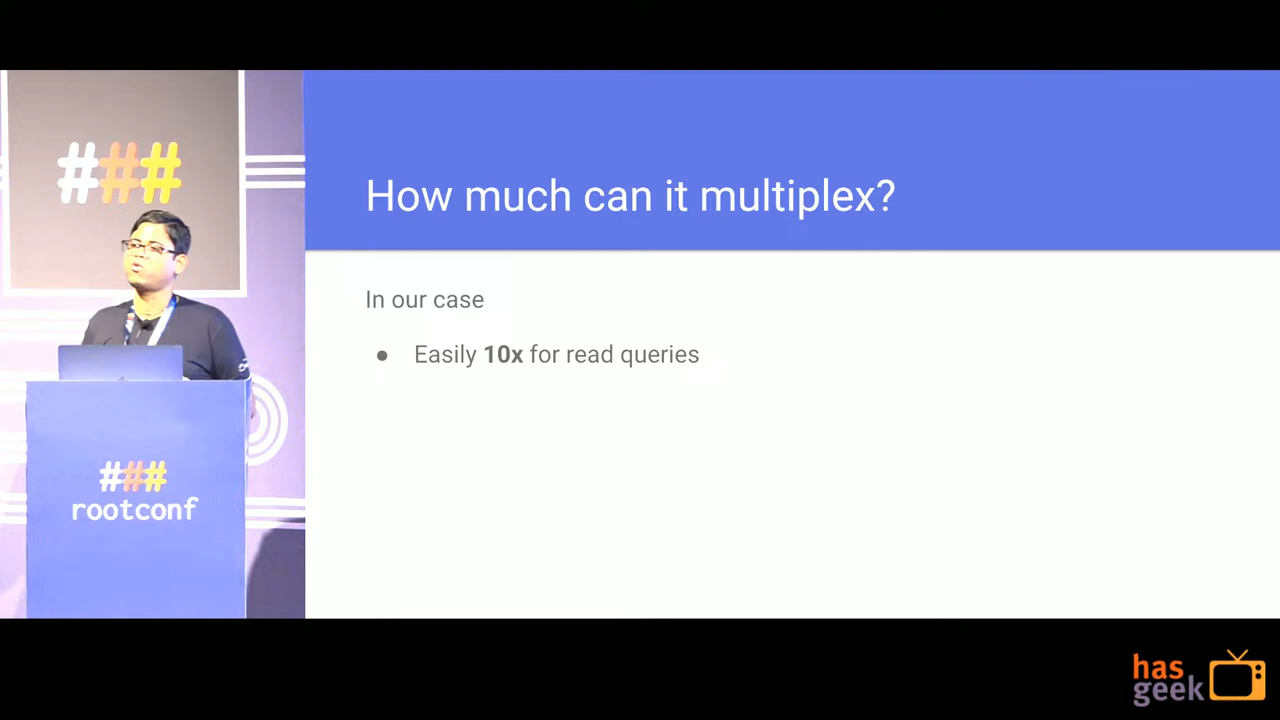 ###
How much can it multiplex?
In our case
● Easily 10x for read queries
###
rootconf
has
geek